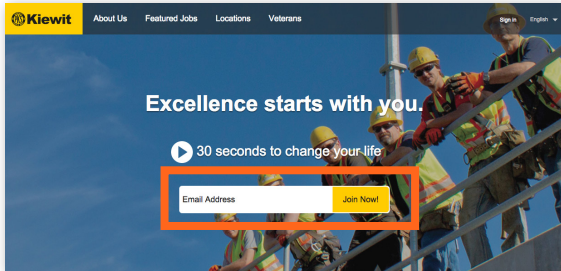 Kiewit
About Us
Featured Jobs
Locations
Veterans
Sign in
English
Excellence starts with you.
30 seconds to change your life
Email Address
Join Now!